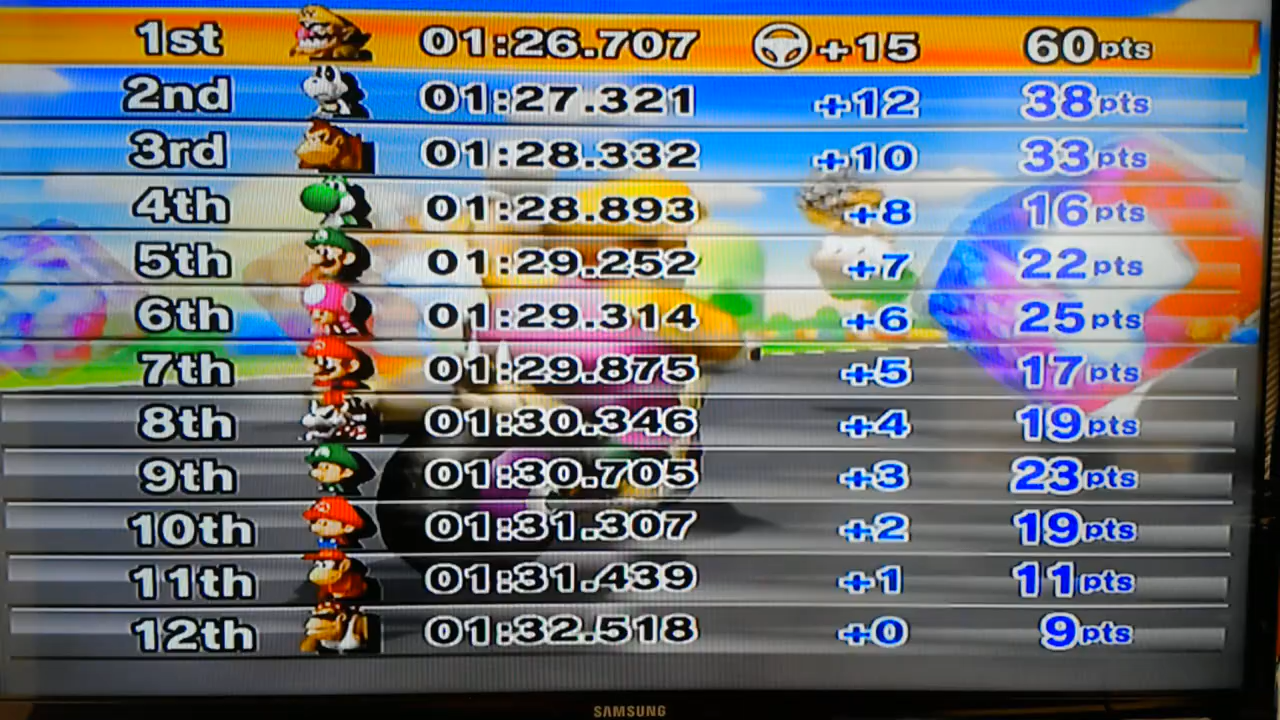 1st 01:26.707 +15 60pts
2nd 01:27.321 +12 38pts
3rd 01:28.332 +10 33pts
4th 01:28.893 +8 16pts
5th 01:29.252 +7 22pts
6th 01:29.314 +6 25pts
7th 01:29.875 +5 17pts
8th 01:30.346 +4 19pts
9th 01:30.705 +3 23pts
10th 01:31.307 +2 19pts
11th 01:31.439 +1 11pts
12th 01:32.518 +0 9pts
SAMSUNG